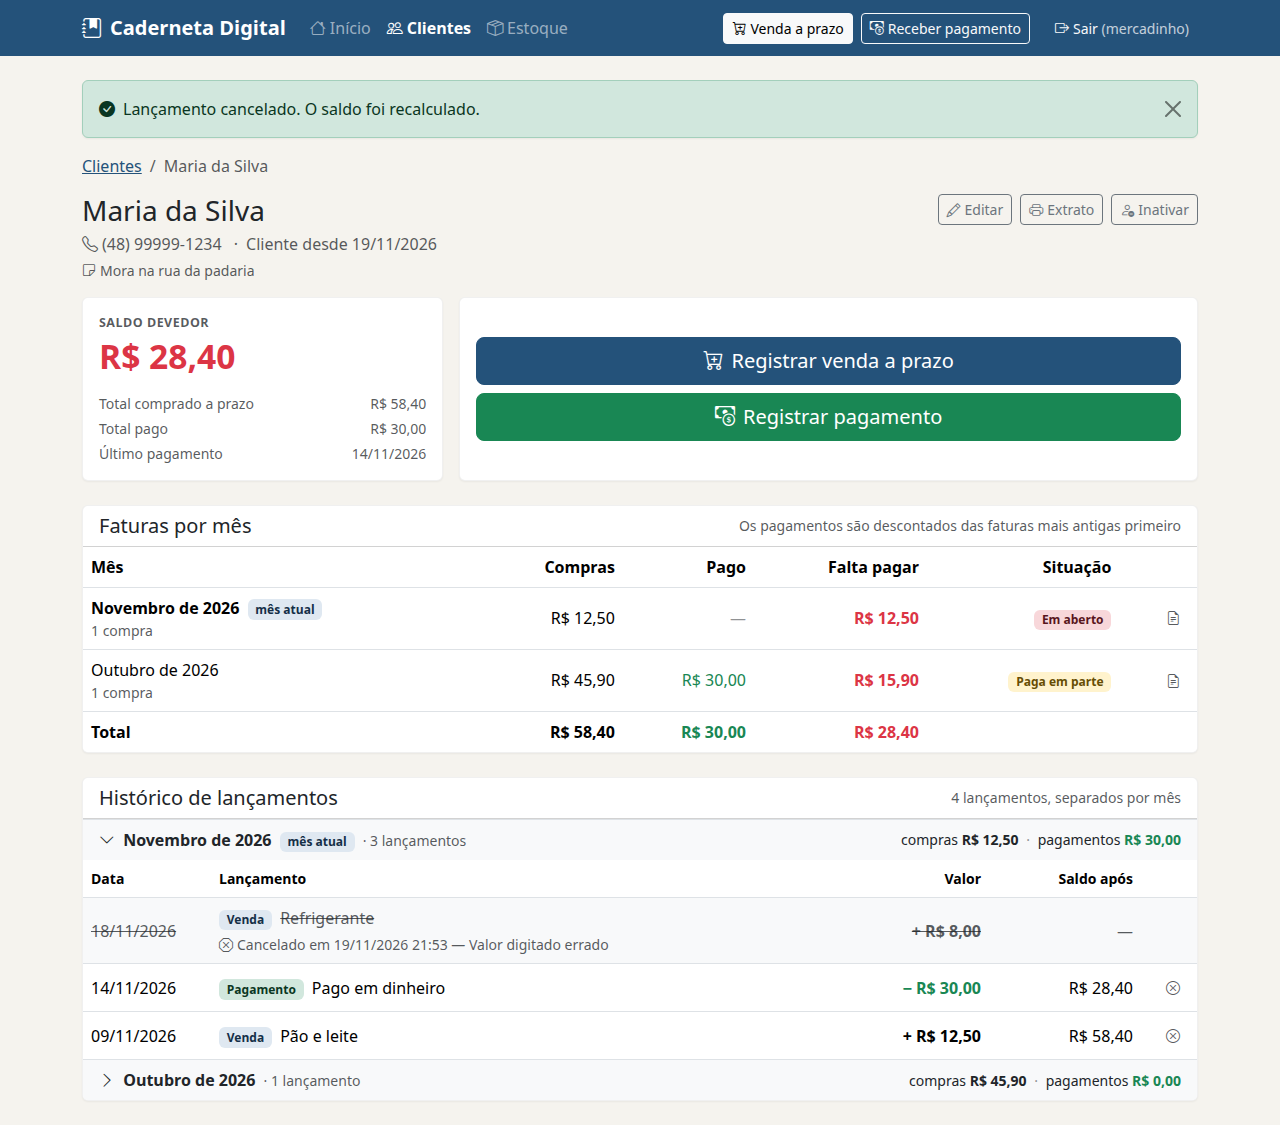 Caderneta Digital Início Clientes Estoque Venda a prazo Receber pagamento Sair (mercadinho)
Lançamento cancelado. O saldo foi recalculado.
Clientes / Maria da Silva
Maria da Silva Editar Extrato Inativar
(48) 99999-1234 · Cliente desde 19/11/2026
Mora na rua da padaria
SALDO DEVEDOR
R$ 28,40
Total comprado a prazo R$ 58,40
Total pago R$ 30,00
Último pagamento 14/11/2026
Registrar venda a prazo
Registrar pagamento
Faturas por mês Os pagamentos são descontados das faturas mais antigas primeiro
Mês Compras Pago Falta pagar Situação
Novembro de 2026 mês atual R$ 12,50 — R$ 12,50 Em aberto
1 compra
Outubro de 2026 R$ 45,90 R$ 30,00 R$ 15,90 Paga em parte
1 compra
Total R$ 58,40 R$ 30,00 R$ 28,40
Histórico de lançamentos 4 lançamentos, separados por mês
Novembro de 2026 mês atual · 3 lançamentos compras R$ 12,50 · pagamentos R$ 30,00
Data Lançamento Valor Saldo após
18/11/2026 Venda Refrigerante + R$ 8,00 —
Cancelado em 19/11/2026 21:53 — Valor digitado errado
14/11/2026 Pagamento Pago em dinheiro − R$ 30,00 R$ 28,40
09/11/2026 Venda Pão e leite + R$ 12,50 R$ 58,40
Outubro de 2026 · 1 lançamento compras R$ 45,90 · pagamentos R$ 0,00